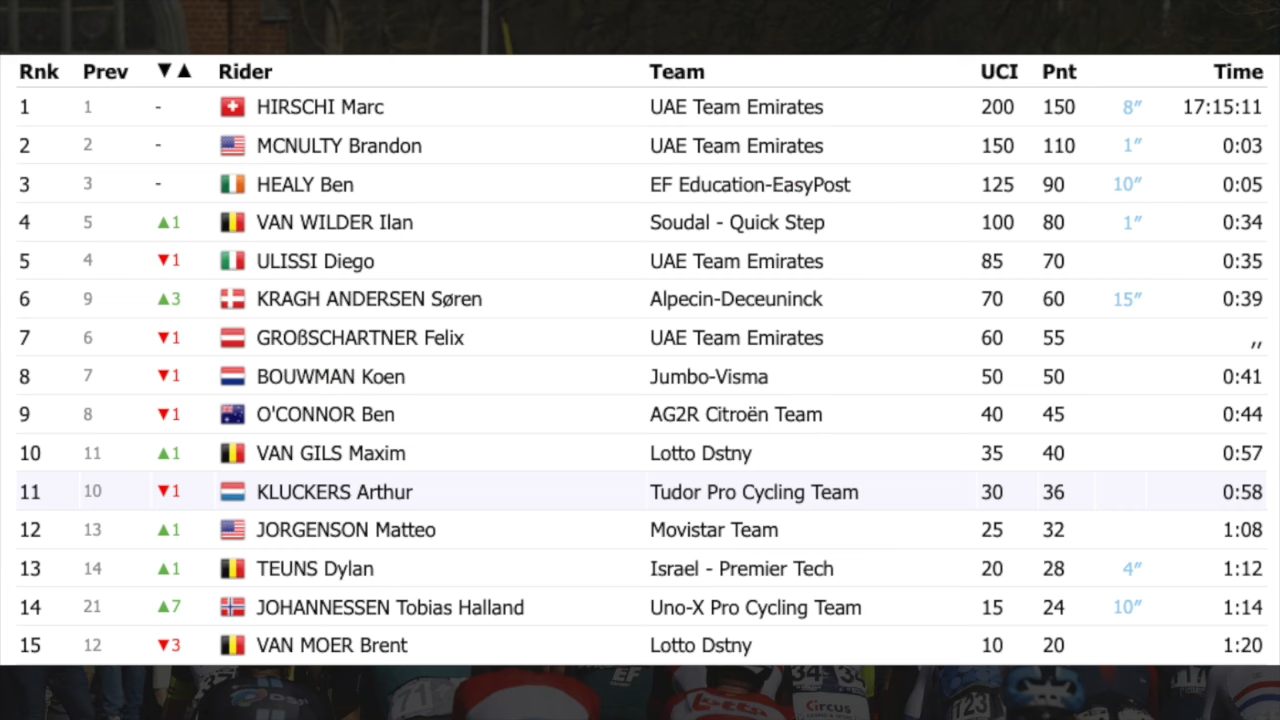 Rnk Prev ▼▲ Rider Team UCI Pnt Time
1 1 - HIRSCHI Marc UAE Team Emirates 200 150 8″ 17:15:11
2 2 - MCNULTY Brandon UAE Team Emirates 150 110 1″ 0:03
3 3 - HEALY Ben EF Education-EasyPost 125 90 10″ 0:05
4 5 ▲1 VAN WILDER Ilan Soudal - Quick Step 100 80 1″ 0:34
5 4 ▼1 ULISSI Diego UAE Team Emirates 85 70 0:35
6 9 ▲3 KRAGH ANDERSEN Søren Alpecin-Deceuninck 70 60 15″ 0:39
7 6 ▼1 GROßSCHARTNER Felix UAE Team Emirates 60 55 ,,
8 7 ▼1 BOUWMAN Koen Jumbo-Visma 50 50 0:41
9 8 ▼1 O'CONNOR Ben AG2R Citroën Team 40 45 0:44
10 11 ▲1 VAN GILS Maxim Lotto Dstny 35 40 0:57
11 10 ▼1 KLUCKERS Arthur Tudor Pro Cycling Team 30 36 0:58
12 13 ▲1 JORGENSON Matteo Movistar Team 25 32 1:08
13 14 ▲1 TEUNS Dylan Israel - Premier Tech 20 28 4″ 1:12
14 21 ▲7 JOHANNESSEN Tobias Halland Uno-X Pro Cycling Team 15 24 10″ 1:14
15 12 ▼3 VAN MOER Brent Lotto Dstny 10 20 1:20
EF
34
Circus